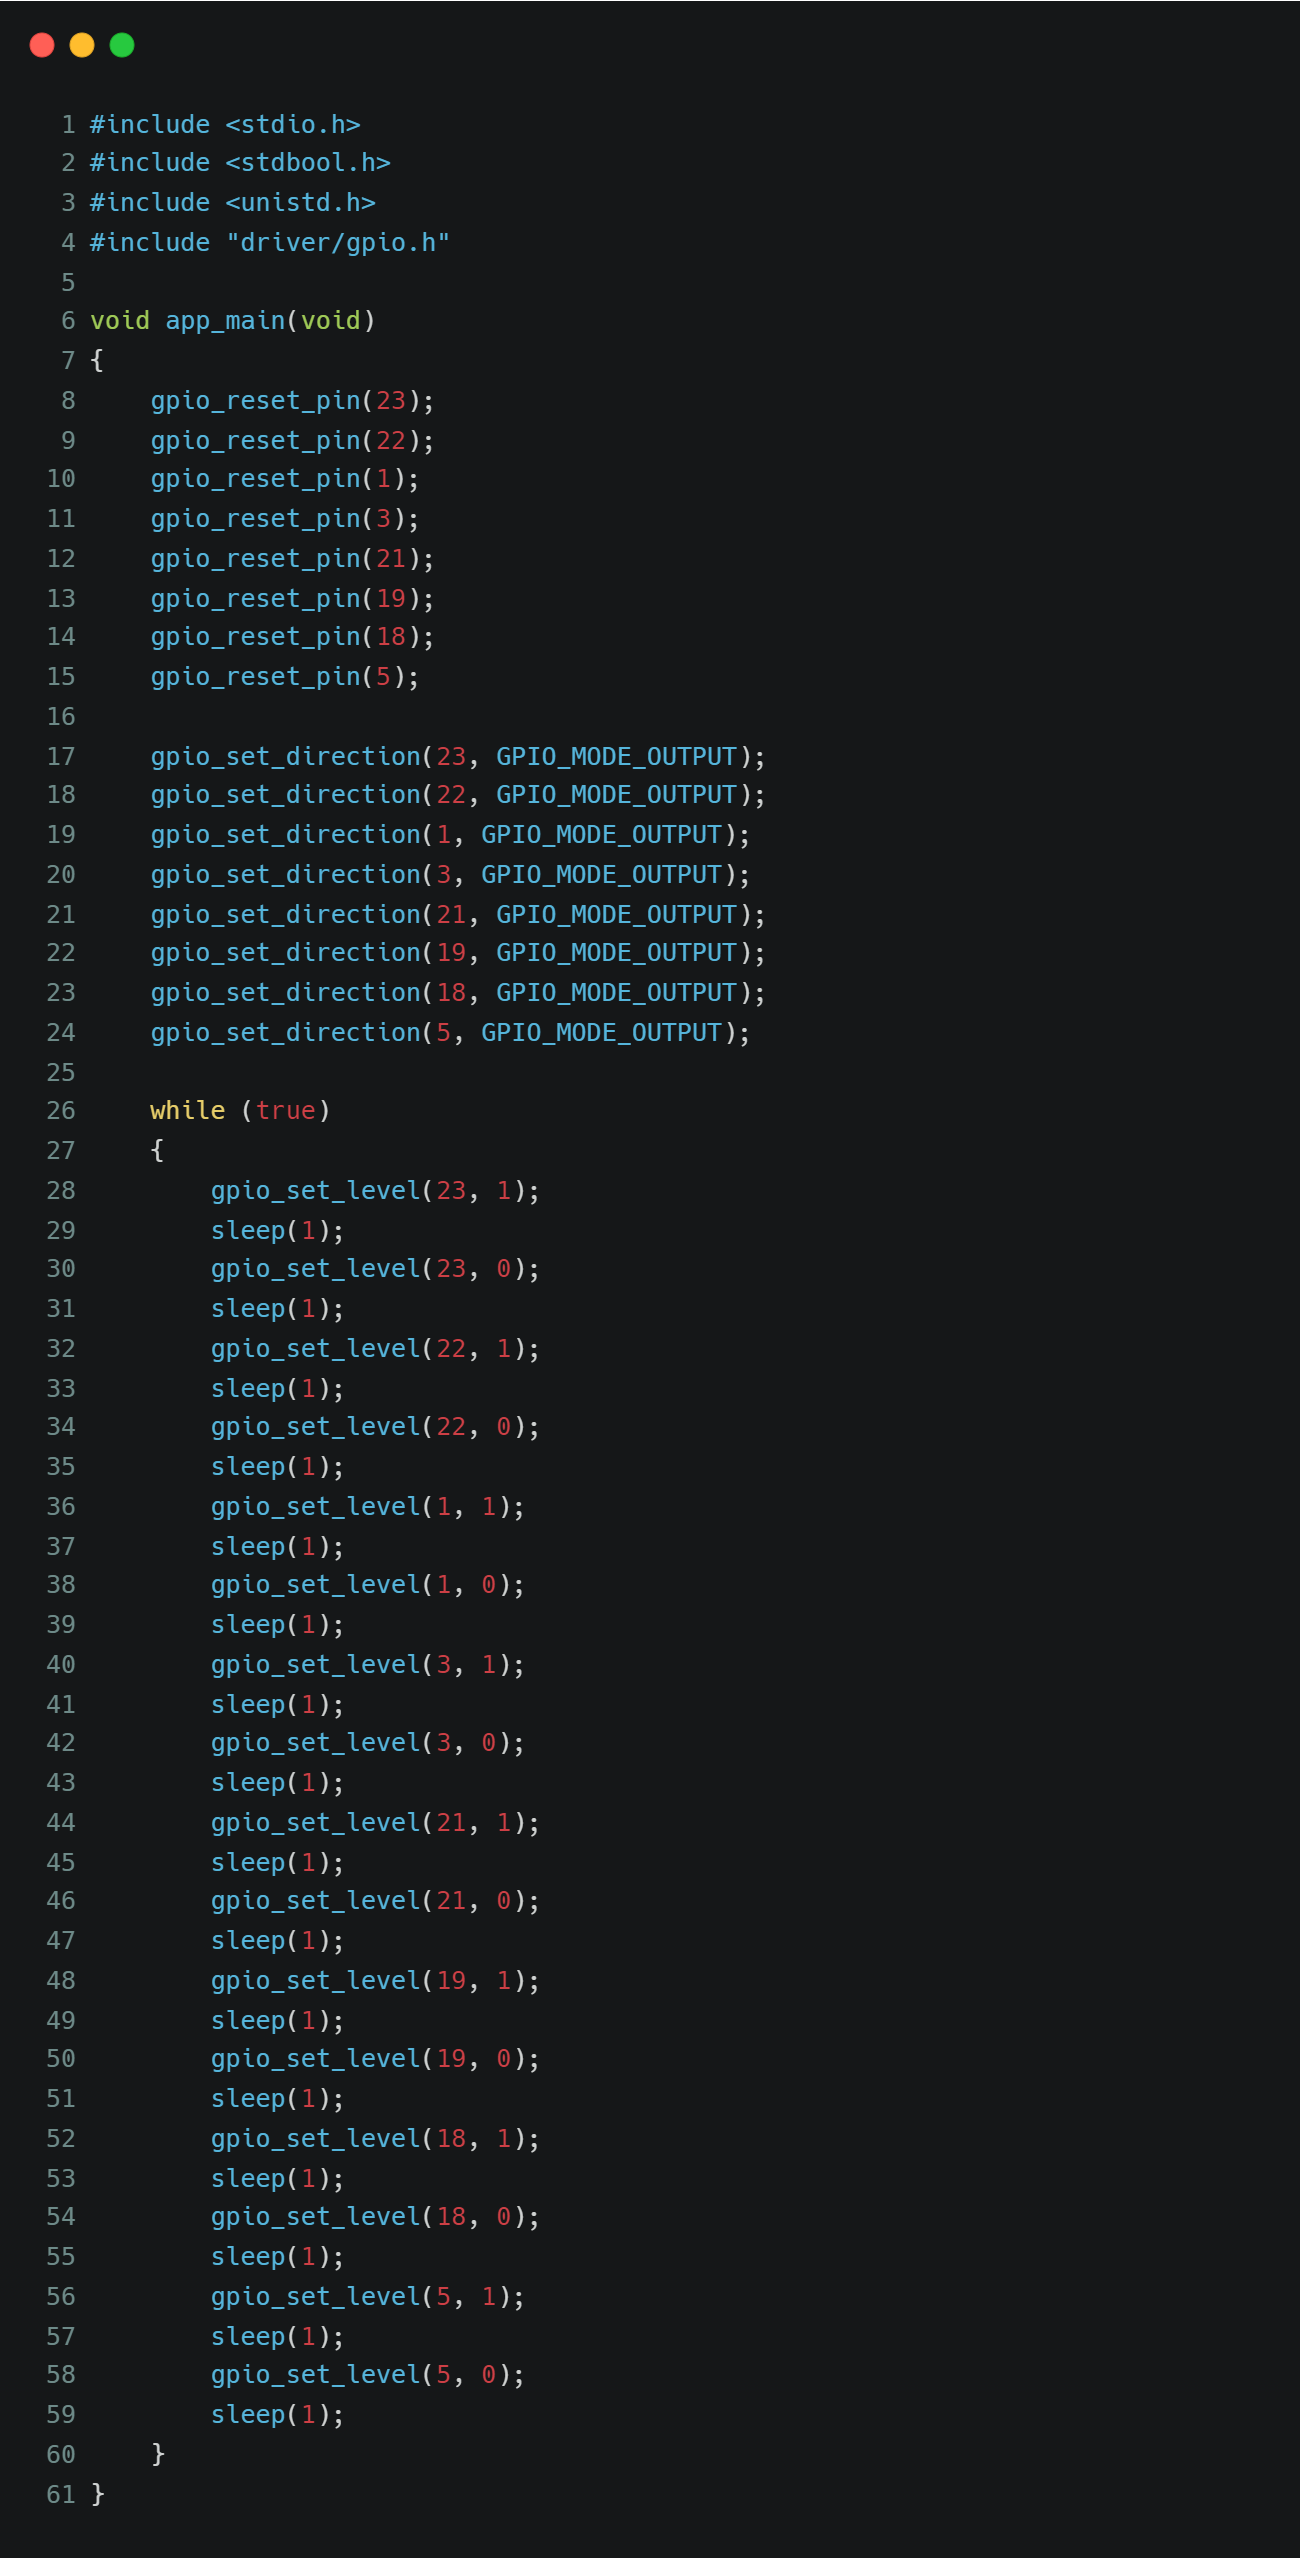 1 #include <stdio.h>
2 #include <stdbool.h>
3 #include <unistd.h>
4 #include "driver/gpio.h"
5
6 void app_main(void)
7 {
8     gpio_reset_pin(23);
9     gpio_reset_pin(22);
10     gpio_reset_pin(1);
11     gpio_reset_pin(3);
12     gpio_reset_pin(21);
13     gpio_reset_pin(19);
14     gpio_reset_pin(18);
15     gpio_reset_pin(5);
16
17     gpio_set_direction(23, GPIO_MODE_OUTPUT);
18     gpio_set_direction(22, GPIO_MODE_OUTPUT);
19     gpio_set_direction(1, GPIO_MODE_OUTPUT);
20     gpio_set_direction(3, GPIO_MODE_OUTPUT);
21     gpio_set_direction(21, GPIO_MODE_OUTPUT);
22     gpio_set_direction(19, GPIO_MODE_OUTPUT);
23     gpio_set_direction(18, GPIO_MODE_OUTPUT);
24     gpio_set_direction(5, GPIO_MODE_OUTPUT);
25
26     while (true)
27     {
28         gpio_set_level(23, 1);
29         sleep(1);
30         gpio_set_level(23, 0);
31         sleep(1);
32         gpio_set_level(22, 1);
33         sleep(1);
34         gpio_set_level(22, 0);
35         sleep(1);
36         gpio_set_level(1, 1);
37         sleep(1);
38         gpio_set_level(1, 0);
39         sleep(1);
40         gpio_set_level(3, 1);
41         sleep(1);
42         gpio_set_level(3, 0);
43         sleep(1);
44         gpio_set_level(21, 1);
45         sleep(1);
46         gpio_set_level(21, 0);
47         sleep(1);
48         gpio_set_level(19, 1);
49         sleep(1);
50         gpio_set_level(19, 0);
51         sleep(1);
52         gpio_set_level(18, 1);
53         sleep(1);
54         gpio_set_level(18, 0);
55         sleep(1);
56         gpio_set_level(5, 1);
57         sleep(1);
58         gpio_set_level(5, 0);
59         sleep(1);
60     }
61 }